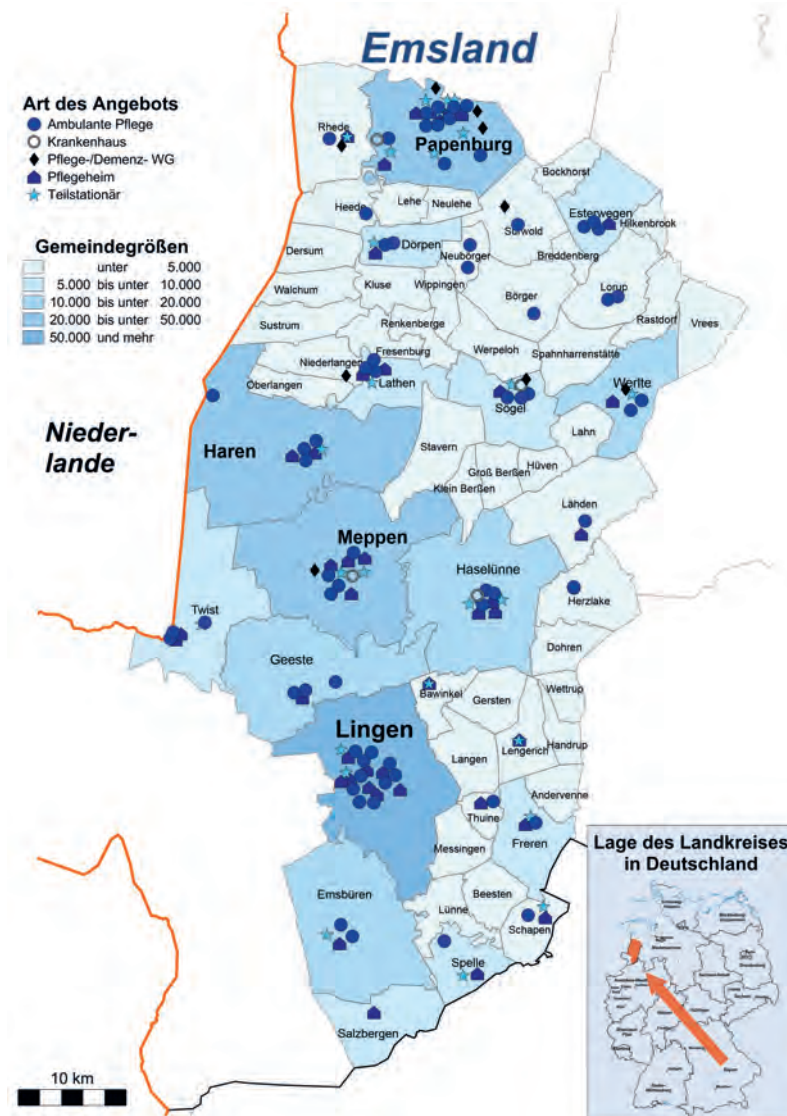 Emsland
Art des Angebots
Ambulante Pflege
Krankenhaus
Pflege-/Demenz- WG
Pflegeheim
Teilstationär
Gemeindegrößen
unter 5.000
5.000 bis unter 10.000
10.000 bis unter 20.000
20.000 bis unter 50.000
50.000 und mehr
Rhede
Papenburg
Bockhorst
Lehe
Neulehe
Heede
Surwold
Esterwegen
Hilkenbrook
Dersum
Dörpen
Neubörger
Breddenberg
Walchum
Kluse
Wippingen
Börger
Lorup
Rastdorf
Vrees
Sustrum
Renkenberge
Niederlangen
Fresenburg
Werpeloh
Spahnharrenstätte
Oberlangen
Lathen
Sögel
Werlte
Nieder-
lande
Haren
Stavern
Lahn
Groß Berßen
Hüven
Klein Berßen
Lähden
Meppen
Haselünne
Herzlake
Twist
Dohren
Geeste
Bawinkel
Gersten
Wettrup
Lingen
Langen
Lengerich
Handrup
Andervenne
Thuine
Messingen
Freren
Emsbüren
Beesten
Lünne
Schapen
Spelle
Salzbergen
10 km
Lage des Landkreises
in Deutschland